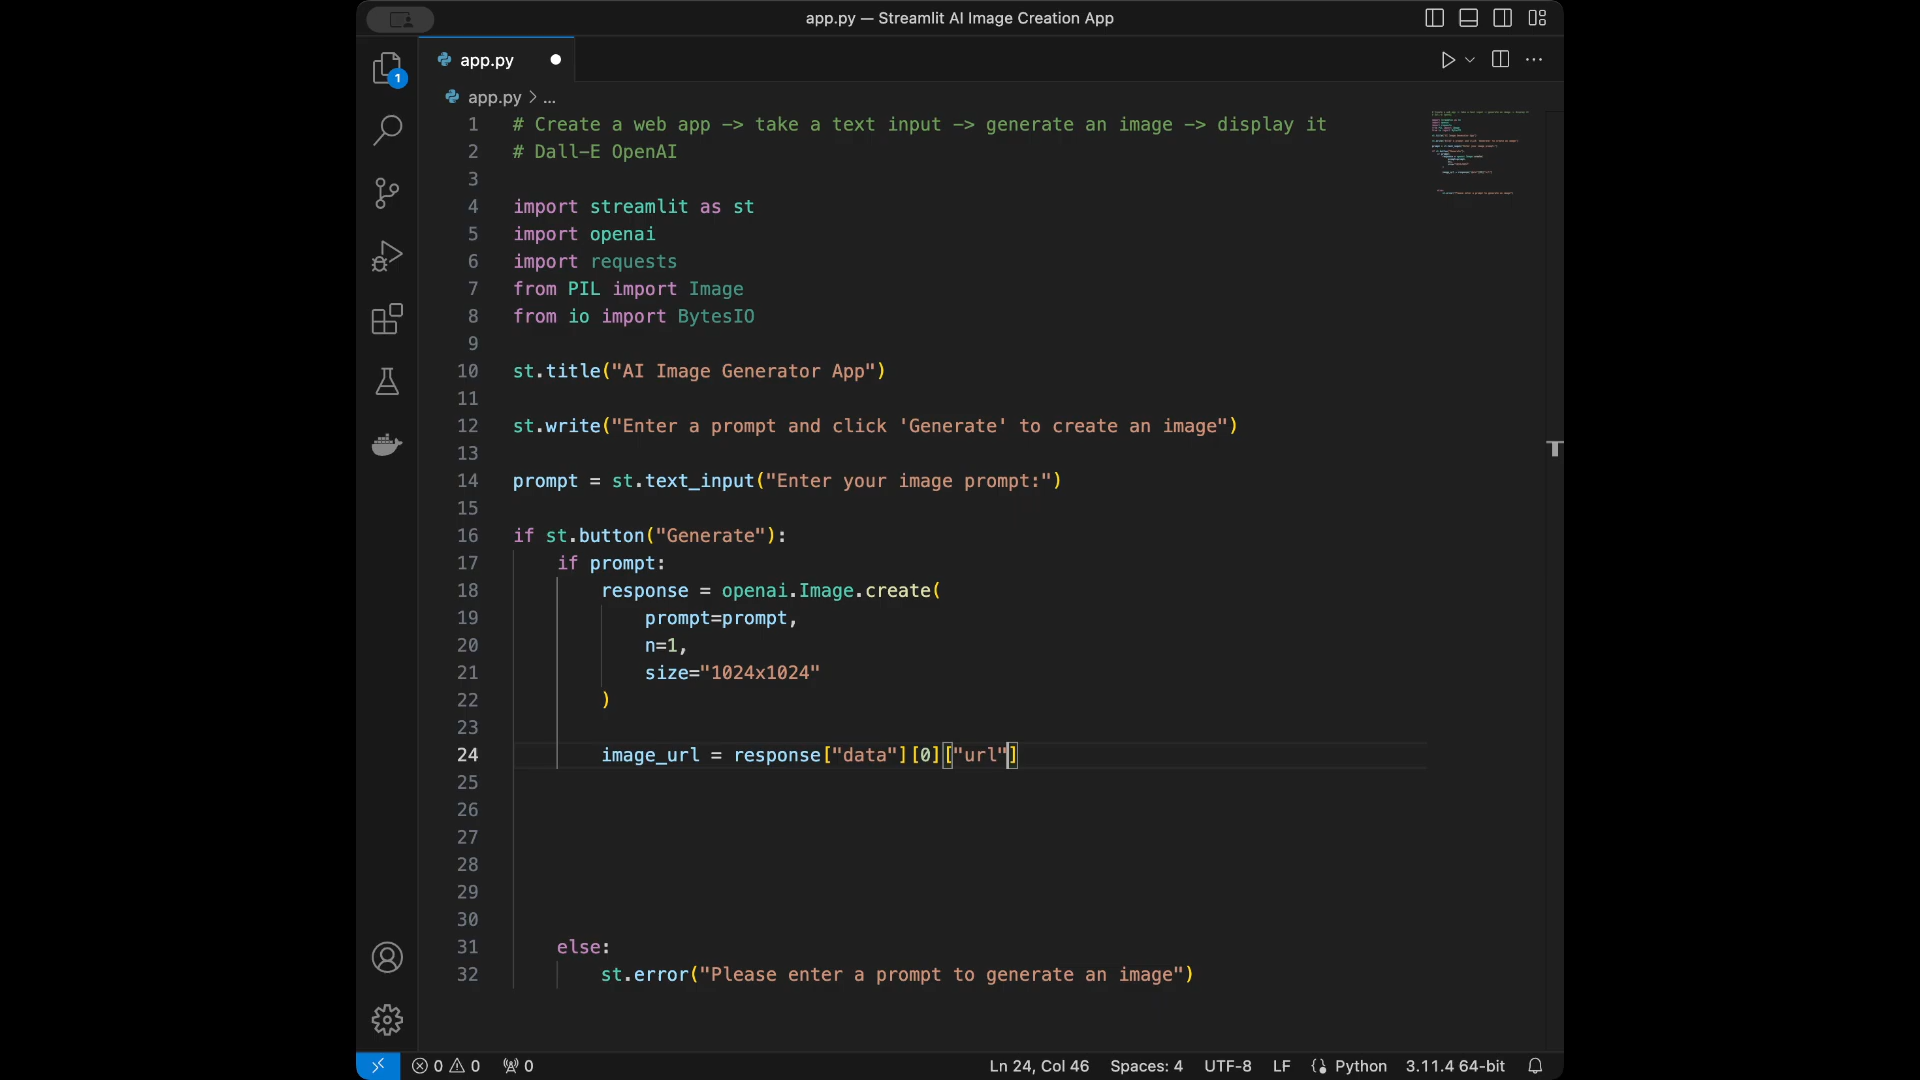 app.py — Streamlit AI Image Creation App
1
app.py
app.py > ...
1 # Create a web app -> take a text input -> generate an image -> display it
2 # Dall-E OpenAI
3
4 import streamlit as st
5 import openai
6 import requests
7 from PIL import Image
8 from io import BytesIO
9
10 st.title("AI Image Generator App")
11
12 st.write("Enter a prompt and click 'Generate' to create an image")
13
14 prompt = st.text_input("Enter your image prompt:")
15
16 if st.button("Generate"):
17     if prompt:
18         response = openai.Image.create(
19             prompt=prompt,
20             n=1,
21             size="1024x1024"
22         )
23
24         image_url = response["data"][0]["url"]
25
26
27
28
29
30
31     else:
32         st.error("Please enter a prompt to generate an image")
0 0 0 Ln 24, Col 46 Spaces: 4 UTF-8 LF Python 3.11.4 64-bit